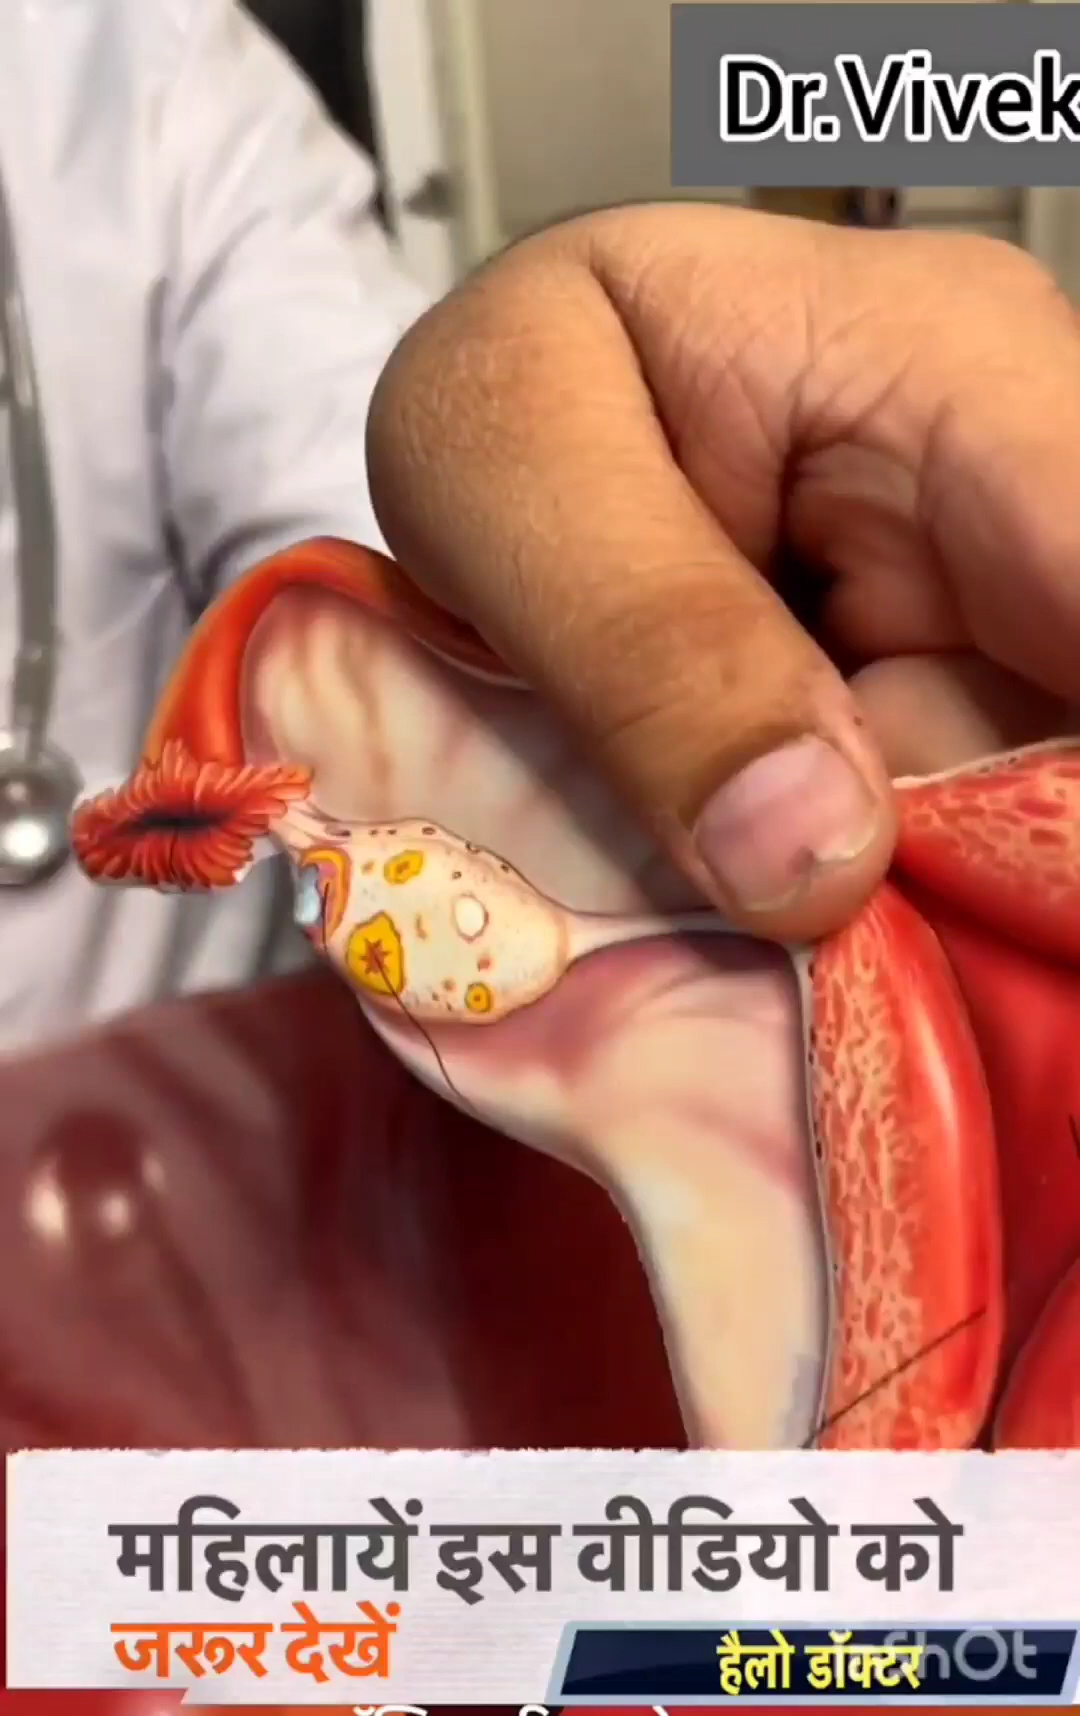 Dr.Vivek
महिलायें इस वीडियो को
जरूर देखें
हैलो डॉक्टर